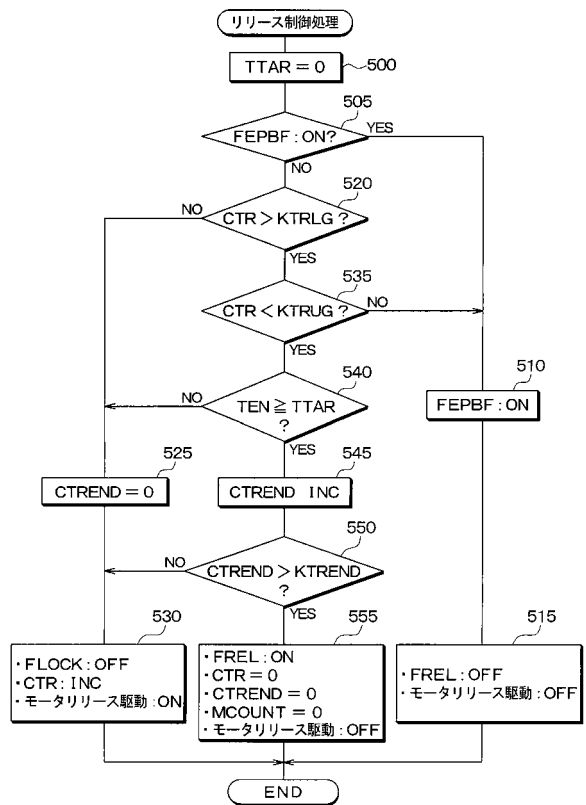 リリース制御処理
TTAR=0
500
505
FEPBF:ON?
YES
NO
520
NO
CTR>KTRLG?
YES
535
CTR<KTRUG?
NO
YES
540
NO
TEN≧TTAR
?
YES
510
FEPBF:ON
525
CTREND=0
545
CTREND INC
550
NO
CTREND>KTREND
?
YES
530
・FLOCK:OFF
・CTR:INC
・モータリリース駆動:ON
555
・FREL:ON
・CTR=0
・CTREND=0
・MCOUNT=0
・モータリリース駆動:OFF
515
・FREL:OFF
・モータリリース駆動:OFF
END